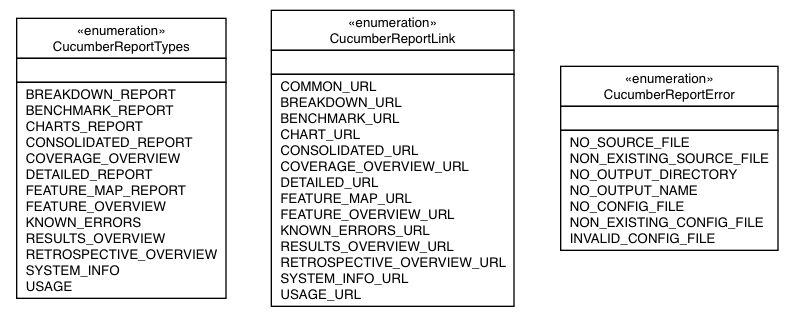 «enumeration»
CucumberReportTypes
BREAKDOWN_REPORT
BENCHMARK_REPORT
CHARTS_REPORT
CONSOLIDATED_REPORT
COVERAGE_OVERVIEW
DETAILED_REPORT
FEATURE_MAP_REPORT
FEATURE_OVERVIEW
KNOWN_ERRORS
RESULTS_OVERVIEW
RETROSPECTIVE_OVERVIEW
SYSTEM_INFO
USAGE
«enumeration»
CucumberReportLink
COMMON_URL
BREAKDOWN_URL
BENCHMARK_URL
CHART_URL
CONSOLIDATED_URL
COVERAGE_OVERVIEW_URL
DETAILED_URL
FEATURE_MAP_URL
FEATURE_OVERVIEW_URL
KNOWN_ERRORS_URL
RESULTS_OVERVIEW_URL
RETROSPECTIVE_OVERVIEW_URL
SYSTEM_INFO_URL
USAGE_URL
«enumeration»
CucumberReportError
NO_SOURCE_FILE
NON_EXISTING_SOURCE_FILE
NO_OUTPUT_DIRECTORY
NO_OUTPUT_NAME
NO_CONFIG_FILE
NON_EXISTING_CONFIG_FILE
INVALID_CONFIG_FILE